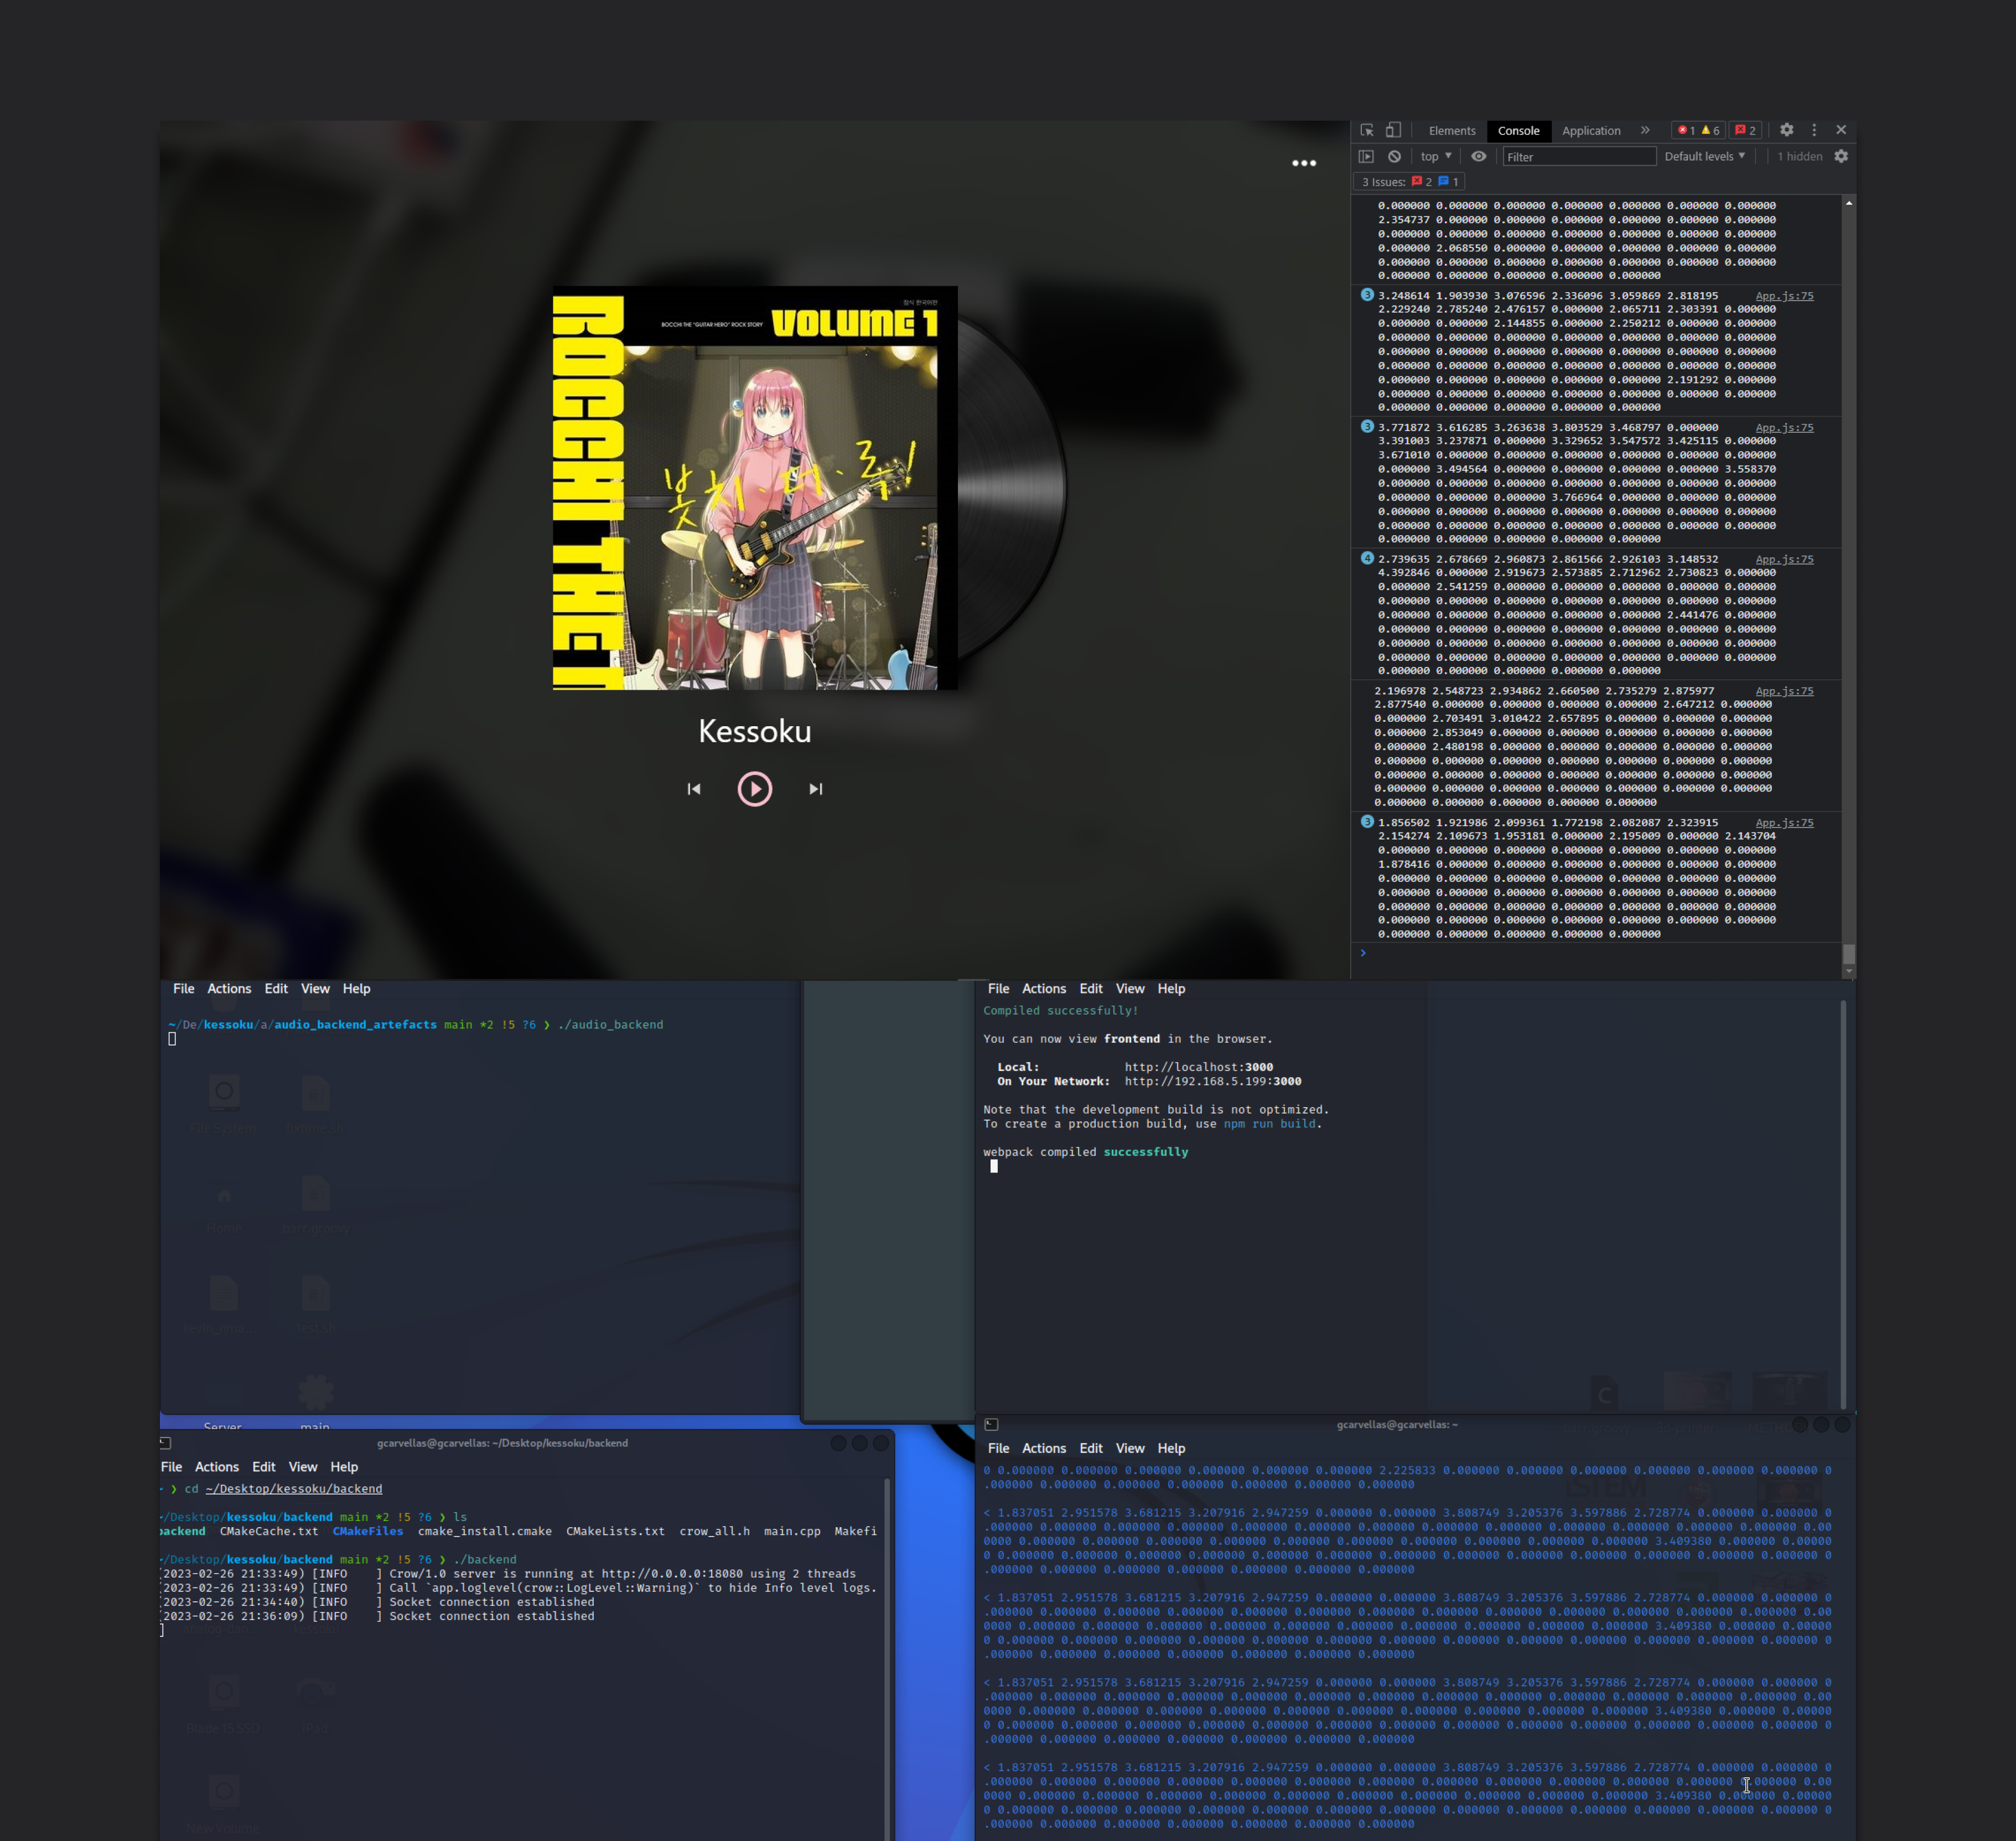 정식 한국어판
BOCCHI THE "GUITAR HERO" ROCK STORY
VOLUME 1
BOCCHI THE
봇치·더·록!
Kessoku
Elements Console Application » 1 6 2
top Filter Default levels 1 hidden
3 Issues: 2 1
0.000000 0.000000 0.000000 0.000000 0.000000 0.000000 0.000000
2.354737 0.000000 0.000000 0.000000 0.000000 0.000000 0.000000
0.000000 0.000000 0.000000 0.000000 0.000000 0.000000 0.000000
0.000000 2.068550 0.000000 0.000000 0.000000 0.000000 0.000000
0.000000 0.000000 0.000000 0.000000 0.000000 0.000000 0.000000
0.000000 0.000000 0.000000 0.000000 0.000000
3 3.248614 1.903930 3.076596 2.336096 3.059869 2.818195 App.js:75
2.229240 2.785240 2.476157 0.000000 2.065711 2.303391 0.000000
0.000000 0.000000 2.144855 0.000000 2.250212 0.000000 0.000000
0.000000 0.000000 0.000000 0.000000 0.000000 0.000000 0.000000
0.000000 0.000000 0.000000 0.000000 0.000000 0.000000 0.000000
0.000000 0.000000 0.000000 0.000000 0.000000 0.000000 0.000000
0.000000 0.000000 0.000000 0.000000 0.000000 2.191292 0.000000
0.000000 0.000000 0.000000 0.000000 0.000000 0.000000 0.000000
0.000000 0.000000 0.000000 0.000000 0.000000
3 3.771872 3.616285 3.263638 3.803529 3.468797 0.000000 App.js:75
3.391003 3.237871 0.000000 3.329652 3.547572 3.425115 0.000000
3.671010 0.000000 0.000000 0.000000 0.000000 0.000000 0.000000
0.000000 3.494564 0.000000 0.000000 0.000000 0.000000 3.558370
0.000000 0.000000 0.000000 0.000000 0.000000 0.000000 0.000000
0.000000 0.000000 0.000000 3.766964 0.000000 0.000000 0.000000
0.000000 0.000000 0.000000 0.000000 0.000000 0.000000 0.000000
0.000000 0.000000 0.000000 0.000000 0.000000 0.000000 0.000000
0.000000 0.000000 0.000000 0.000000 0.000000
4 2.739635 2.678669 2.960873 2.861566 2.926103 3.148532 App.js:75
4.392846 0.000000 2.919673 2.573885 2.712962 2.730823 0.000000
0.000000 2.541259 0.000000 0.000000 0.000000 0.000000 0.000000
0.000000 0.000000 0.000000 0.000000 0.000000 0.000000 0.000000
0.000000 0.000000 0.000000 0.000000 0.000000 2.441476 0.000000
0.000000 0.000000 0.000000 0.000000 0.000000 0.000000 0.000000
0.000000 0.000000 0.000000 0.000000 0.000000 0.000000 0.000000
0.000000 0.000000 0.000000 0.000000 0.000000 0.000000 0.000000
0.000000 0.000000 0.000000 0.000000 0.000000
2.196978 2.548723 2.934862 2.660500 2.735279 2.875977 App.js:75
2.877540 0.000000 0.000000 0.000000 0.000000 2.647212 0.000000
0.000000 2.703491 3.010422 2.657895 0.000000 0.000000 0.000000
0.000000 2.853049 0.000000 0.000000 0.000000 0.000000 0.000000
0.000000 2.480198 0.000000 0.000000 0.000000 0.000000 0.000000
0.000000 0.000000 0.000000 0.000000 0.000000 0.000000 0.000000
0.000000 0.000000 0.000000 0.000000 0.000000 0.000000 0.000000
0.000000 0.000000 0.000000 0.000000 0.000000 0.000000 0.000000
0.000000 0.000000 0.000000 0.000000 0.000000
3 1.856502 1.921986 2.099361 1.772198 2.082087 2.323915 App.js:75
2.154274 2.109673 1.953181 0.000000 2.195009 0.000000 2.143704
0.000000 0.000000 0.000000 0.000000 0.000000 0.000000 0.000000
1.878416 0.000000 0.000000 0.000000 0.000000 0.000000 0.000000
0.000000 0.000000 0.000000 0.000000 0.000000 0.000000 0.000000
0.000000 0.000000 0.000000 0.000000 0.000000 0.000000 0.000000
0.000000 0.000000 0.000000 0.000000 0.000000 0.000000 0.000000
0.000000 0.000000 0.000000 0.000000 0.000000 0.000000 0.000000
0.000000 0.000000 0.000000 0.000000 0.000000
File Actions Edit View Help
~/De/kessoku/a/audio_backend_artefacts main *2 !5 ?6 ❯ ./audio_backend
File System
Home
Server main
File Actions Edit View Help
Compiled successfully!
You can now view frontend in the browser.
Local: http://localhost:3000
On Your Network: http://192.168.5.199:3000
Note that the development build is not optimized.
To create a production build, use npm run build.
webpack compiled successfully
gcarvellas@gcarvellas: ~/Desktop/kessoku/backend
File Actions Edit View Help
❯ cd ~/Desktop/kessoku/backend
~/Desktop/kessoku/backend main *2 !5 ?6 ❯ ls
backend CMakeCache.txt CMakeFiles cmake_install.cmake CMakeLists.txt crow_all.h main.cpp Makefi
~/Desktop/kessoku/backend main *2 !5 ?6 ❯ ./backend
(2023-02-26 21:33:49) [INFO ] Crow/1.0 server is running at http://0.0.0.0:18080 using 2 threads
(2023-02-26 21:33:49) [INFO ] Call `app.loglevel(crow::LogLevel::Warning)` to hide Info level logs.
(2023-02-26 21:34:40) [INFO ] Socket connection established
(2023-02-26 21:36:09) [INFO ] Socket connection established
Blade 15 SSD iPad
New Volume
gcarvellas@gcarvellas: ~
File Actions Edit View Help
0 0.000000 0.000000 0.000000 0.000000 0.000000 0.000000 2.225833 0.000000 0.000000 0.000000 0.000000 0.000000 0.000000 0
.000000 0.000000 0.000000 0.000000 0.000000 0.000000 0.000000
< 1.837051 2.951578 3.681215 3.207916 2.947259 0.000000 0.000000 3.808749 3.205376 3.597886 2.728774 0.000000 0.000000 0
.000000 0.000000 0.000000 0.000000 0.000000 0.000000 0.000000 0.000000 0.000000 0.000000 0.000000 0.000000 0.000000 0.00
0000 0.000000 0.000000 0.000000 0.000000 0.000000 0.000000 0.000000 0.000000 0.000000 0.000000 3.409380 0.000000 0.00000
0 0.000000 0.000000 0.000000 0.000000 0.000000 0.000000 0.000000 0.000000 0.000000 0.000000 0.000000 0.000000 0.000000 0
.000000 0.000000 0.000000 0.000000 0.000000 0.000000 0.000000
< 1.837051 2.951578 3.681215 3.207916 2.947259 0.000000 0.000000 3.808749 3.205376 3.597886 2.728774 0.000000 0.000000 0
.000000 0.000000 0.000000 0.000000 0.000000 0.000000 0.000000 0.000000 0.000000 0.000000 0.000000 0.000000 0.000000 0.00
0000 0.000000 0.000000 0.000000 0.000000 0.000000 0.000000 0.000000 0.000000 0.000000 0.000000 3.409380 0.000000 0.00000
0 0.000000 0.000000 0.000000 0.000000 0.000000 0.000000 0.000000 0.000000 0.000000 0.000000 0.000000 0.000000 0.000000 0
.000000 0.000000 0.000000 0.000000 0.000000 0.000000 0.000000
< 1.837051 2.951578 3.681215 3.207916 2.947259 0.000000 0.000000 3.808749 3.205376 3.597886 2.728774 0.000000 0.000000 0
.000000 0.000000 0.000000 0.000000 0.000000 0.000000 0.000000 0.000000 0.000000 0.000000 0.000000 0.000000 0.000000 0.00
0000 0.000000 0.000000 0.000000 0.000000 0.000000 0.000000 0.000000 0.000000 0.000000 0.000000 3.409380 0.000000 0.00000
0 0.000000 0.000000 0.000000 0.000000 0.000000 0.000000 0.000000 0.000000 0.000000 0.000000 0.000000 0.000000 0.000000 0
.000000 0.000000 0.000000 0.000000 0.000000 0.000000 0.000000
< 1.837051 2.951578 3.681215 3.207916 2.947259 0.000000 0.000000 3.808749 3.205376 3.597886 2.728774 0.000000 0.000000 0
.000000 0.000000 0.000000 0.000000 0.000000 0.000000 0.000000 0.000000 0.000000 0.000000 0.000000 0.000000 0.000000 0.00
0000 0.000000 0.000000 0.000000 0.000000 0.000000 0.000000 0.000000 0.000000 0.000000 0.000000 3.409380 0.000000 0.00000
0 0.000000 0.000000 0.000000 0.000000 0.000000 0.000000 0.000000 0.000000 0.000000 0.000000 0.000000 0.000000 0.000000 0
.000000 0.000000 0.000000 0.000000 0.000000 0.000000 0.000000